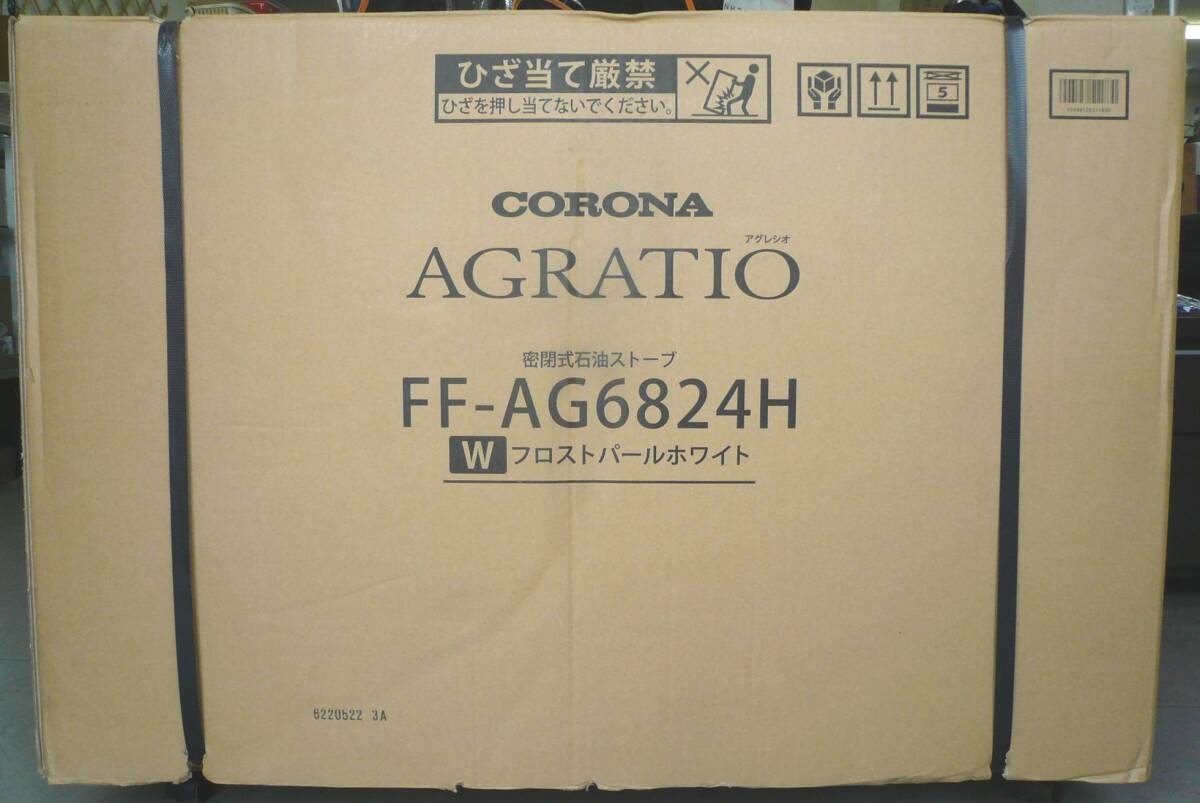 ひざ当て厳禁
ひざを押し当てないでください。
5
CORONA
アグレシオ
AGRATIO
密閉式石油ストーブ
FF-AG6824H
W フロストパールホワイト
6220522 3A